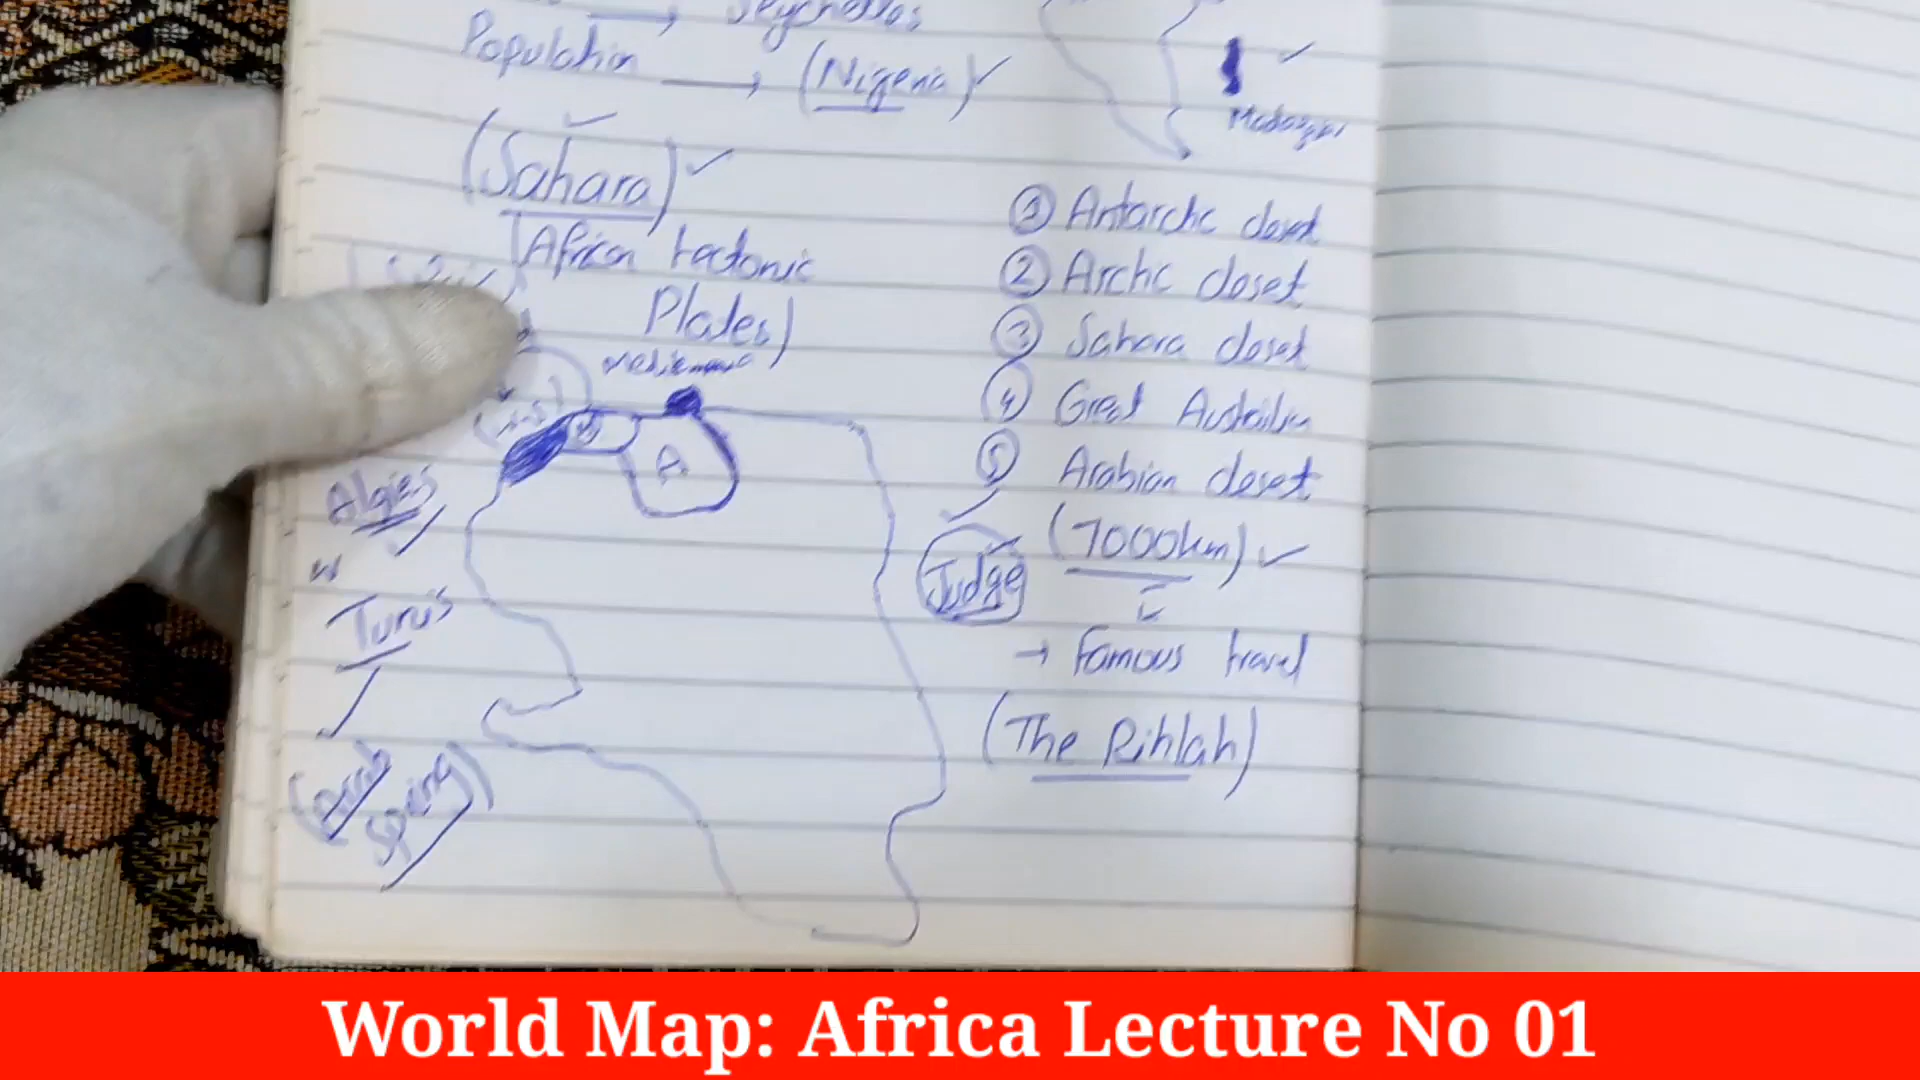 Seychelles
Population → (Nigeria)
Madagascar
(Sahara)
[African tectonic
Plates)
① Antarctic desert
② Arctic desert
③ Sahara desert
④ Great Australian
⑤ Arabian desert
(7000km)
Judge
→ Famous travel
(The Rihlah)
A.
Algiers
Tunis
(Arab
Spring)
World Map: Africa Lecture No 01